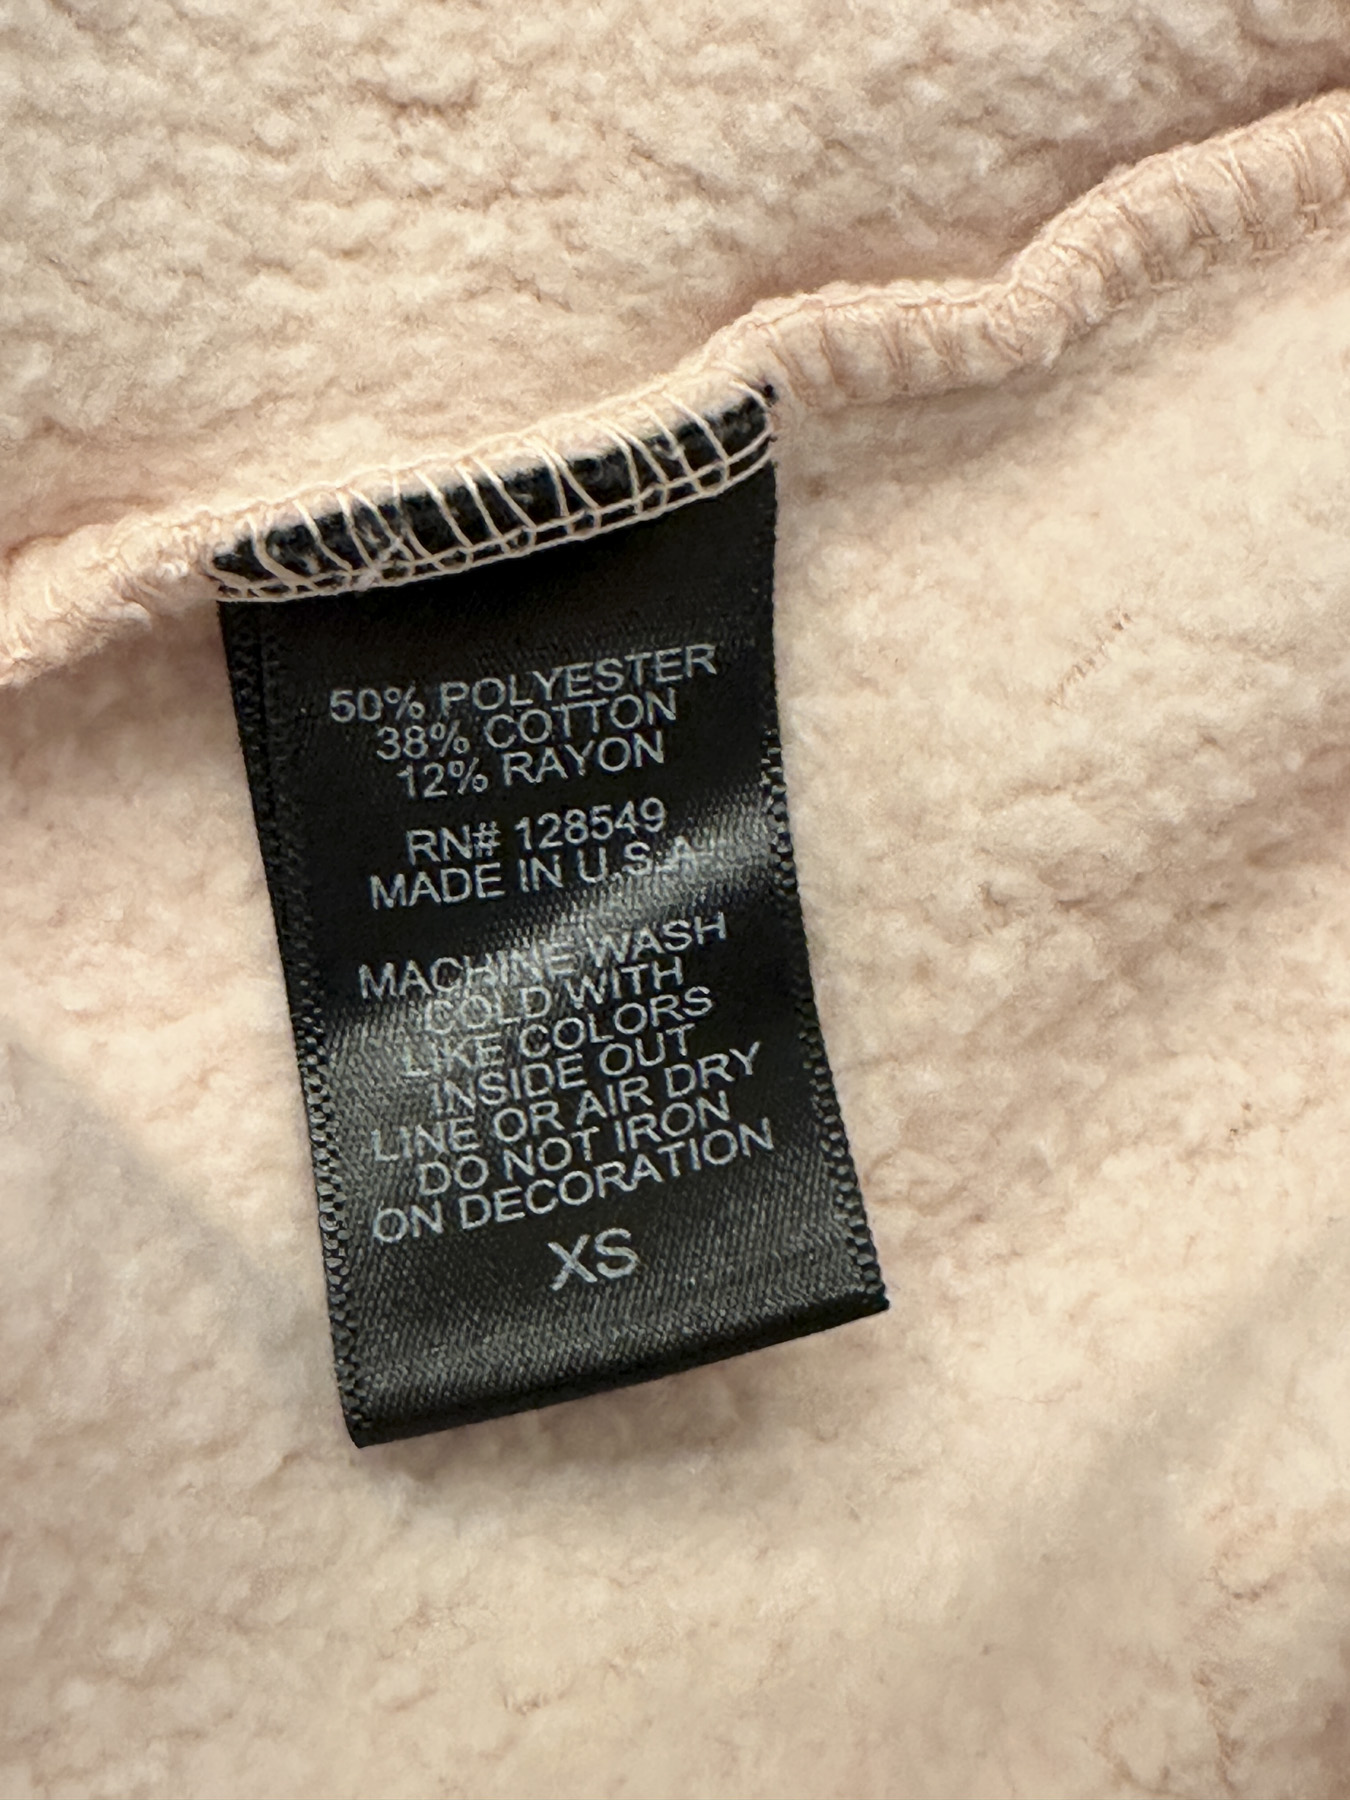 50% POLYESTER
38% COTTON
12% RAYON
RN# 128549
MADE IN U.S.A
MACHINE WASH
COLD WITH
LIKE COLORS
INSIDE OUT
LINE OR AIR DRY
DO NOT IRON
ON DECORATION
XS